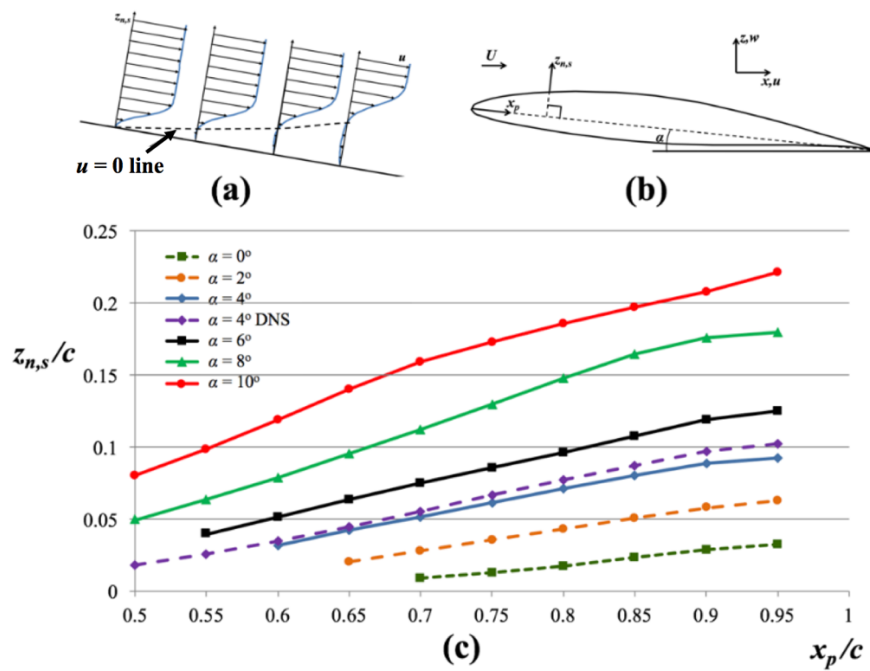 z_{n,s}
u
u = 0 line
(a)
U
z_{n,s}
z,w
x,u
x_p
α
(b)
0.25
0.2
0.15
0.1
0.05
0
z_{n,s}/c
α = 0°
α = 2°
α = 4°
α = 4° DNS
α = 6°
α = 8°
α = 10°
0.5 0.55 0.6 0.65 0.7 0.75 0.8 0.85 0.9 0.95 1
(c)
x_p/c